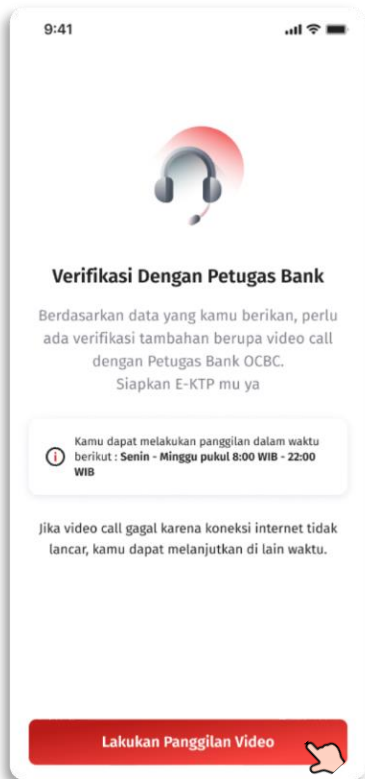 9:41
Verifikasi Dengan Petugas Bank
Berdasarkan data yang kamu berikan, perlu
ada verifikasi tambahan berupa video call
dengan Petugas Bank OCBC.
Siapkan E-KTP mu ya
Kamu dapat melakukan panggilan dalam waktu
berikut : Senin - Minggu pukul 8:00 WIB - 22:00
WIB
Jika video call gagal karena koneksi internet tidak
lancar, kamu dapat melanjutkan di lain waktu.
Lakukan Panggilan Video